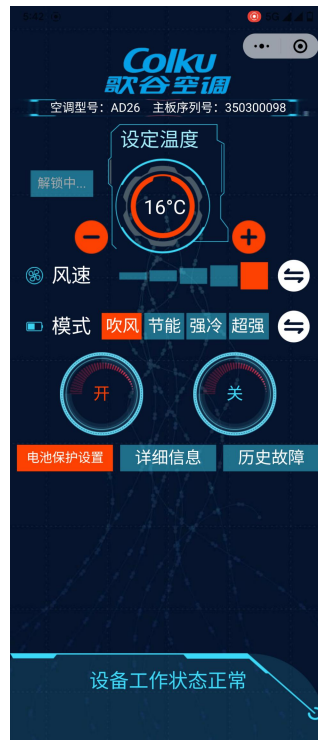 5:42
5G
Colku
歌谷空调
空调型号：AD26 主板序列号：350300098
设定温度
解锁中...
16°C
风速
模式 吹风 节能 强冷 超强
开 关
电池保护设置 详细信息 历史故障
设备工作状态正常